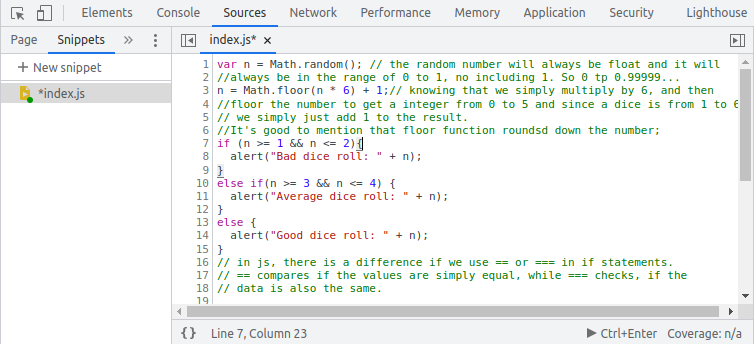 Elements Console Sources Network Performance Memory Application Security Lighthouse
Page Snippets » index.js* ×
+ New snippet
*index.js
1 var n = Math.random(); // the random number will always be float and it will
2 //always be in the range of 0 to 1, no including 1. So 0 tp 0.99999...
3 n = Math.floor(n * 6) + 1;// knowing that we simply multiply by 6, and then
4 //floor the number to get a integer from 0 to 5 and since a dice is from 1 to 6
5 // we simply just add 1 to the result.
6 //It's good to mention that floor function roundsd down the number;
7 if (n >= 1 && n <= 2){
8 alert("Bad dice roll: " + n);
9 }
10 else if(n >= 3 && n <= 4) {
11 alert("Average dice roll: " + n);
12 }
13 else {
14 alert("Good dice roll: " + n);
15 }
16 // in js, there is a difference if we use == or === in if statements.
17 // == compares if the values are simply equal, while === checks, if the
18 // data is also the same.
19
{} Line 7, Column 23 Ctrl+Enter Coverage: n/a